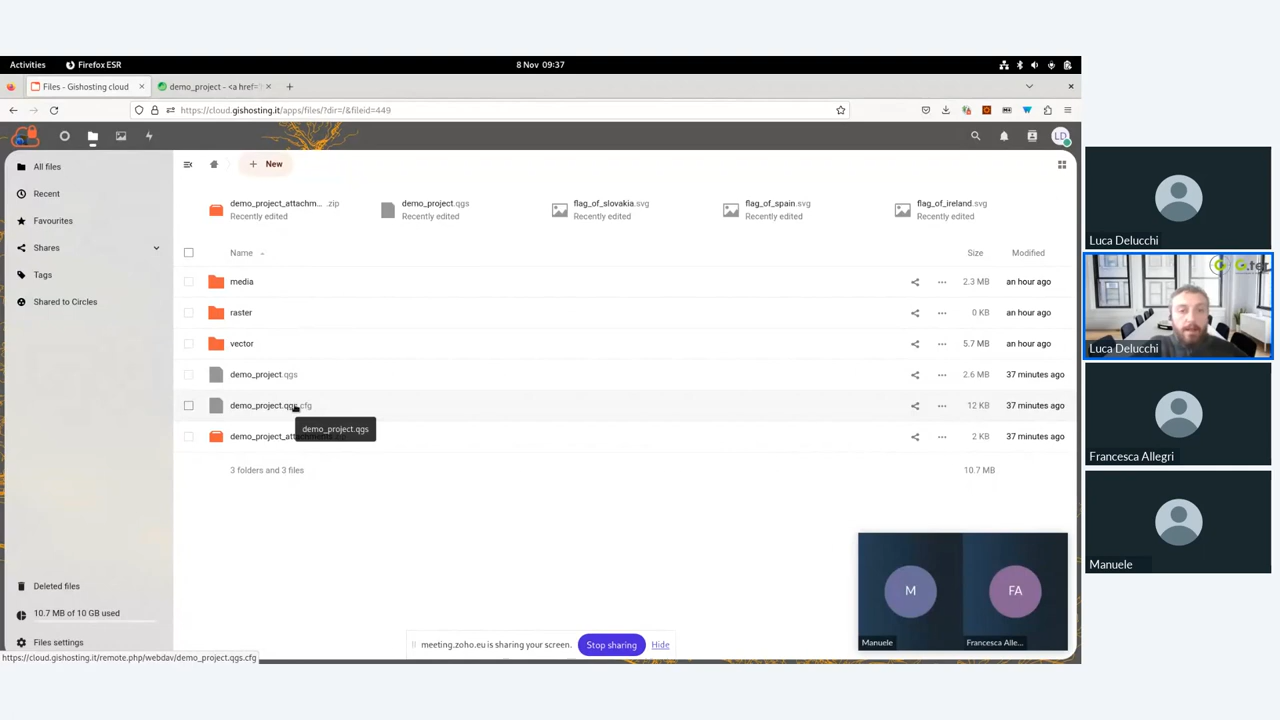 Activities
Firefox ESR
8 Nov 09:37
Files - Gishosting cloud
demo_project - <a href='
https://cloud.gishosting.it/apps/files/?dir=/&fileid=449
LD
All files
Recent
Favourites
Shares
Tags
Shared to Circles
Deleted files
10.7 MB of 10 GB used
Files settings
+ New
demo_project_attachm... .zip
Recently edited
demo_project.qgs
Recently edited
flag_of_slovakia.svg
Recently edited
flag_of_spain.svg
Recently edited
flag_of_ireland.svg
Recently edited
Name
Size
Modified
media
2.3 MB
an hour ago
raster
0 KB
an hour ago
vector
5.7 MB
an hour ago
demo_project.qgs
2.6 MB
37 minutes ago
demo_project.qgs.cfg
12 KB
37 minutes ago
demo_project.qgs
demo_project_attachments.zip
2 KB
37 minutes ago
3 folders and 3 files
10.7 MB
meeting.zoho.eu is sharing your screen.
Stop sharing
Hide
M
Manuele
FA
Francesca Alle...
https://cloud.gishosting.it/remote.php/webdav/demo_project.qgs.cfg
Luca Delucchi
Luca Delucchi
Francesca Allegri
Manuele